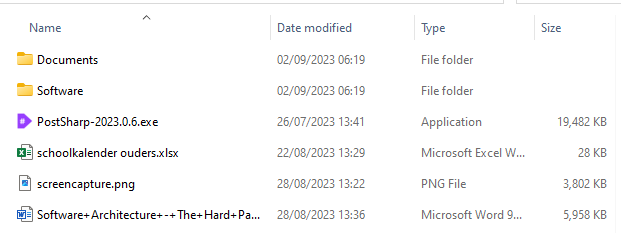 Name Date modified Type Size
Documents 02/09/2023 06:19 File folder
Software 02/09/2023 06:19 File folder
PostSharp-2023.0.6.exe 26/07/2023 13:41 Application 19,482 KB
schoolkalender ouders.xlsx 22/08/2023 13:29 Microsoft Excel W... 28 KB
screencapture.png 28/08/2023 13:22 PNG File 3,802 KB
Software+Architecture+-+The+Hard+Pa... 28/08/2023 13:36 Microsoft Word 9... 5,958 KB